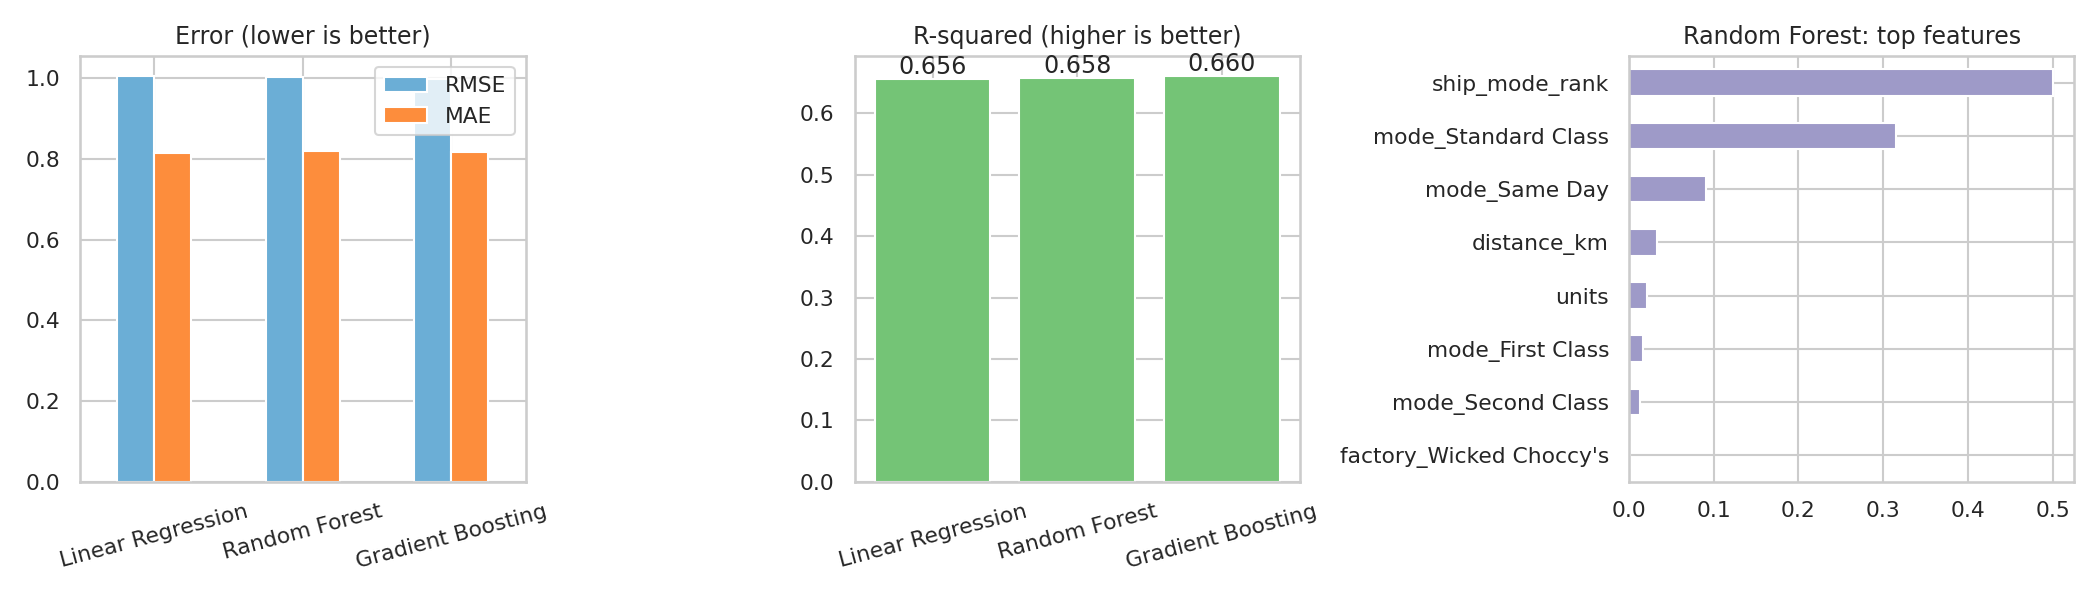 Error (lower is better)
1.0
0.8
0.6
0.4
0.2
0.0
RMSE
MAE
Linear Regression
Random Forest
Gradient Boosting
R-squared (higher is better)
0.656
0.658
0.660
0.6
0.5
0.4
0.3
0.2
0.1
0.0
Linear Regression
Random Forest
Gradient Boosting
Random Forest: top features
ship_mode_rank
mode_Standard Class
mode_Same Day
distance_km
units
mode_First Class
mode_Second Class
factory_Wicked Choccy's
0.0 0.1 0.2 0.3 0.4 0.5